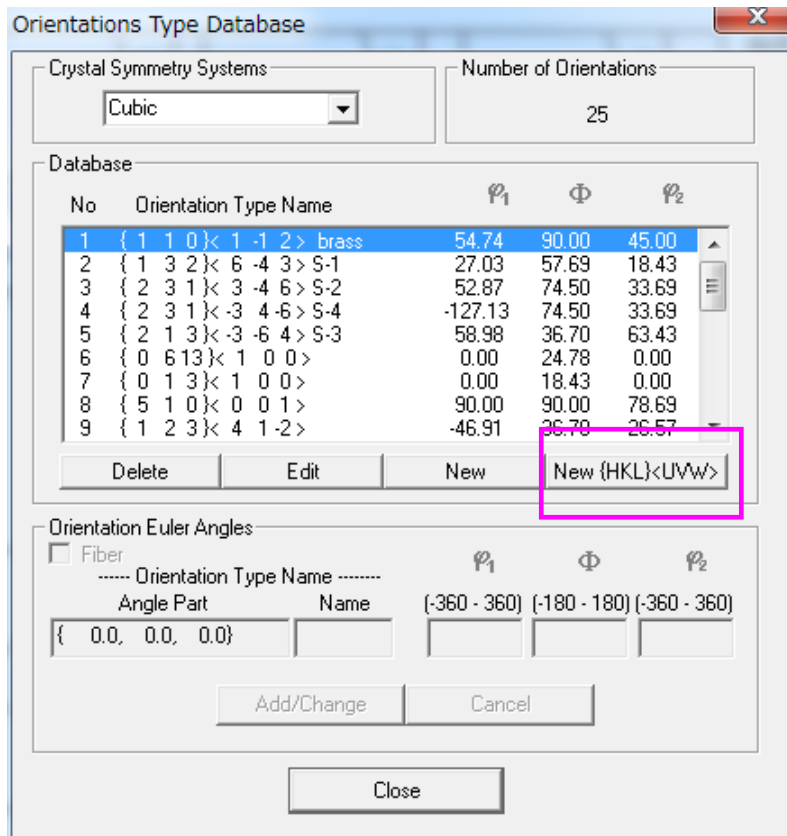 Orientations Type Database
x
Crystal Symmetry Systems
Cubic
Number of Orientations
25
Database
No Orientation Type Name φ1 Φ φ2
1 { 1 1 0}< 1 -1 2> brass 54.74 90.00 45.00
2 { 1 3 2}< 6 -4 3> S-1 27.03 57.69 18.43
3 { 2 3 1}< 3 -4 6> S-2 52.87 74.50 33.69
4 { 2 3 1}< -3 4 -6> S-4 -127.13 74.50 33.69
5 { 2 1 3}< -3 -6 4> S-3 58.98 36.70 63.43
6 { 0 6 13}< 1 0 0> 0.00 24.78 0.00
7 { 0 1 3}< 1 0 0> 0.00 18.43 0.00
8 { 5 1 0}< 0 0 1> 90.00 90.00 78.69
9 { 1 2 3}< 4 1 -2> -46.91 36.70 26.57
Delete Edit New New {HKL}<UVW>
Orientation Euler Angles
Fiber
------ Orientation Type Name --------
φ1 Φ φ2
Angle Part Name (-360 - 360) (-180 - 180) (-360 - 360)
{ 0.0, 0.0, 0.0}
Add/Change Cancel
Close